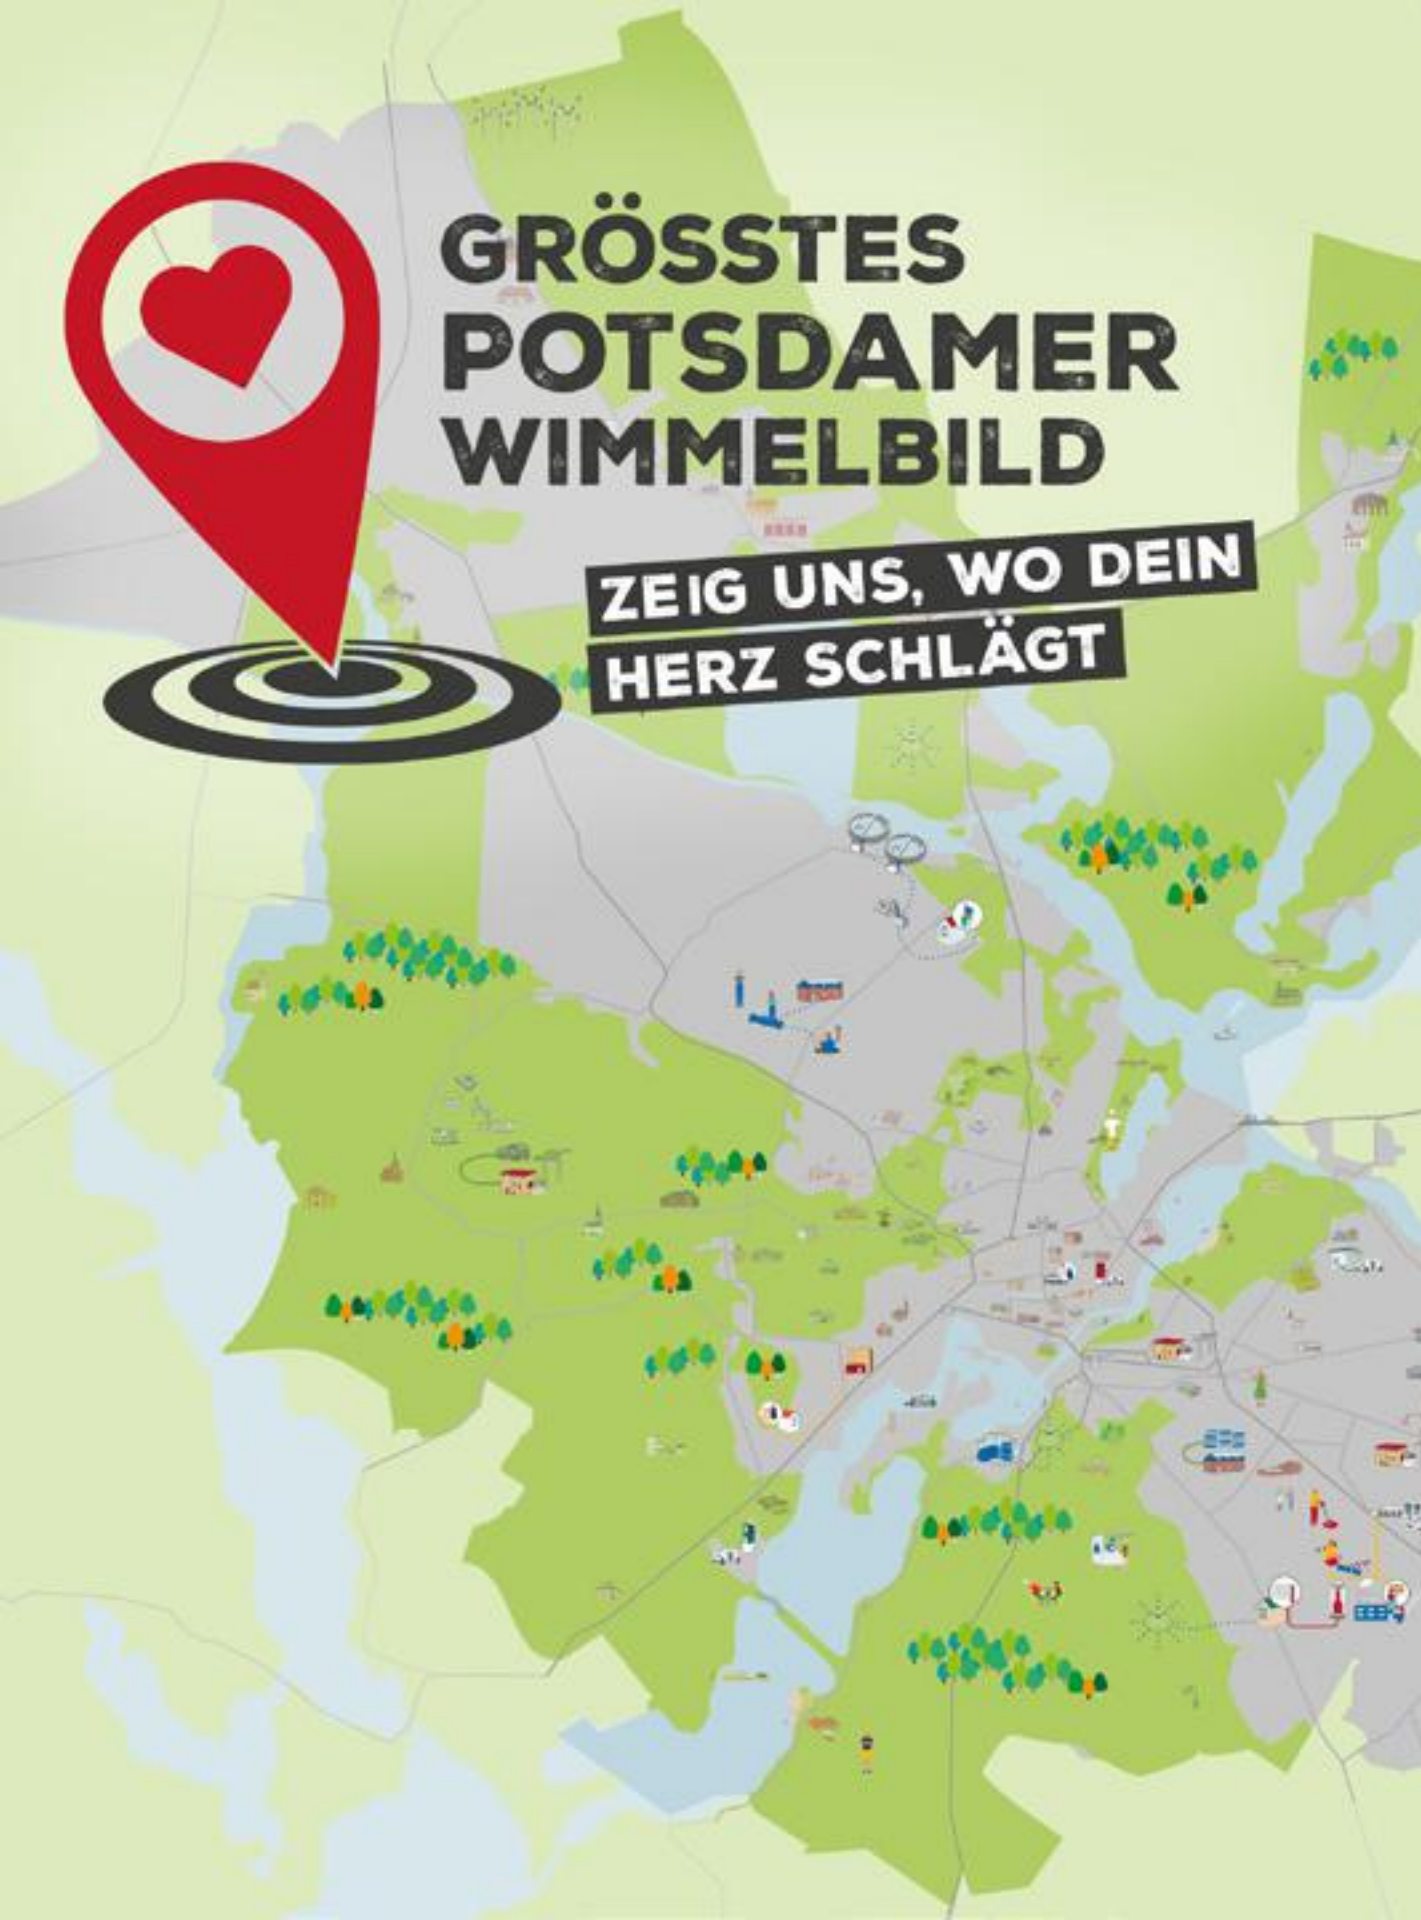 GRÖSSTES
POTSDAMER
WIMMELBILD
ZEIG UNS, WO DEIN
HERZ SCHLÄGT